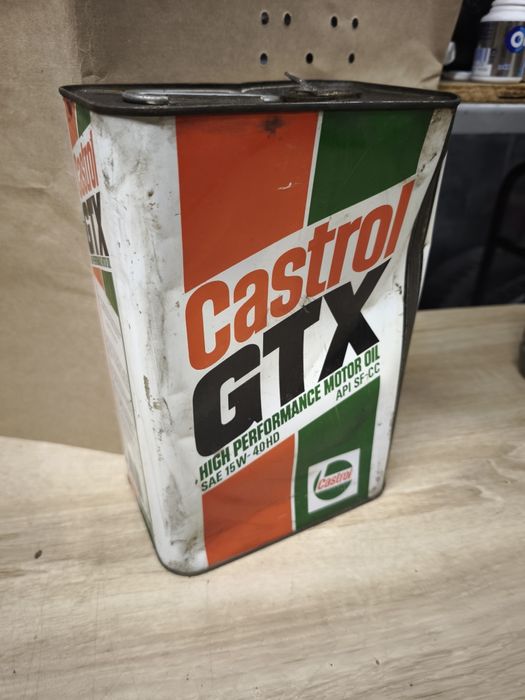 Castrol
GTX
HIGH PERFORMANCE MOTOR OIL
SAE 15W-40HD
API SF-CC
Castrol
Castrol
GTX